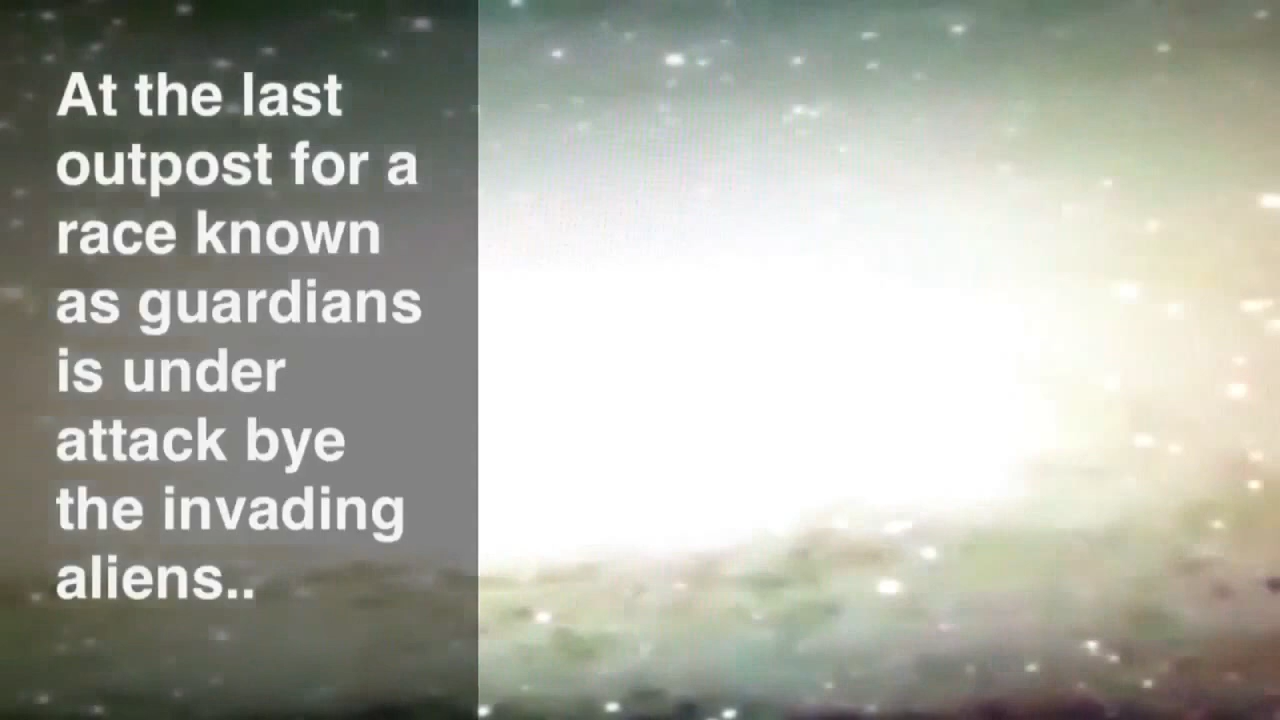 At the last
outpost for a
race known
as guardians
is under
attack bye
the invading
aliens..